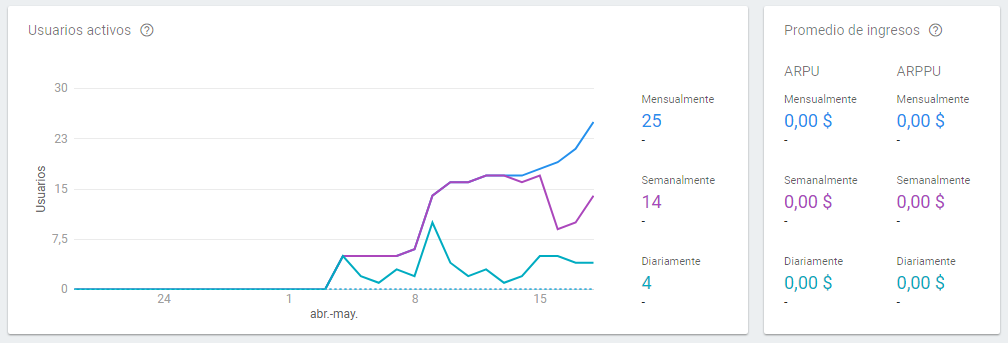 Usuarios activos
30
23
15
7,5
0
Usuarios
24
1
8
15
abr.-may.
Mensualmente
25
-
Semanalmente
14
-
Diariamente
4
-
Promedio de ingresos
ARPU ARPPU
Mensualmente Mensualmente
0,00 $ 0,00 $
- -
Semanalmente Semanalmente
0,00 $ 0,00 $
- -
Diariamente Diariamente
0,00 $ 0,00 $
- -